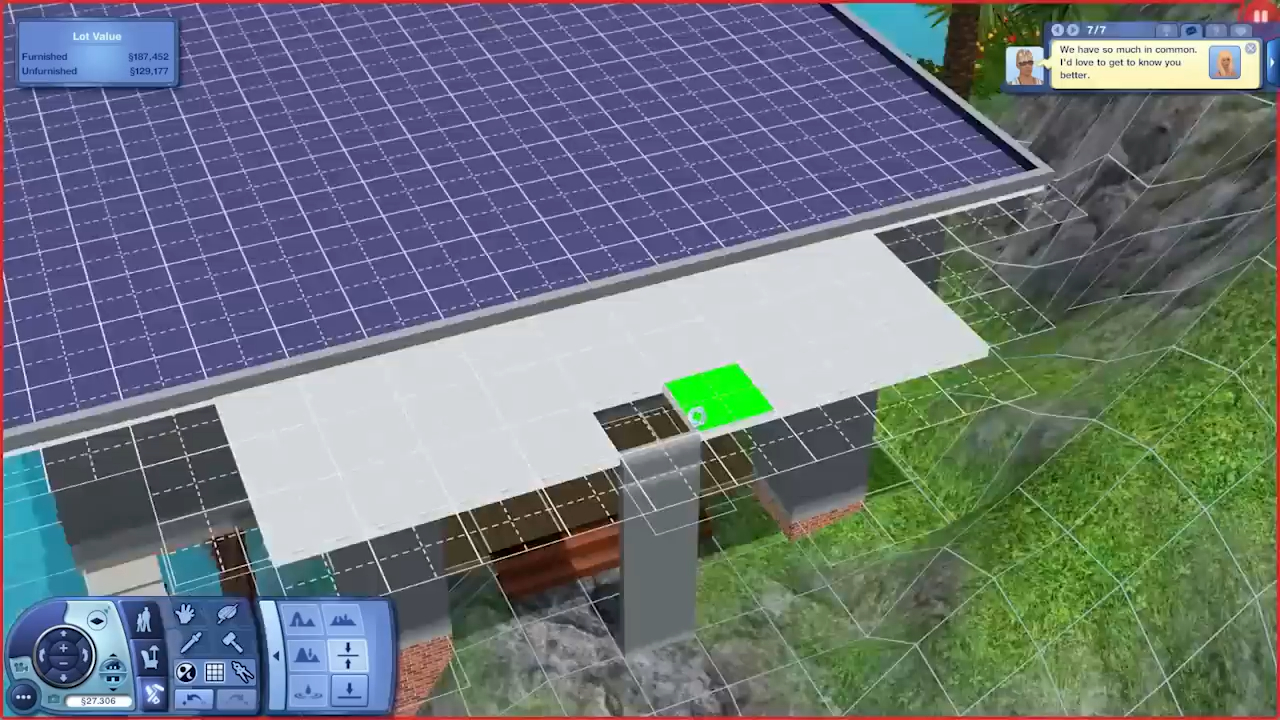 Lot Value
Furnished §187,452
Unfurnished §129,177
7/7
We have so much in common.
I'd love to get to know you
better.
§27,306